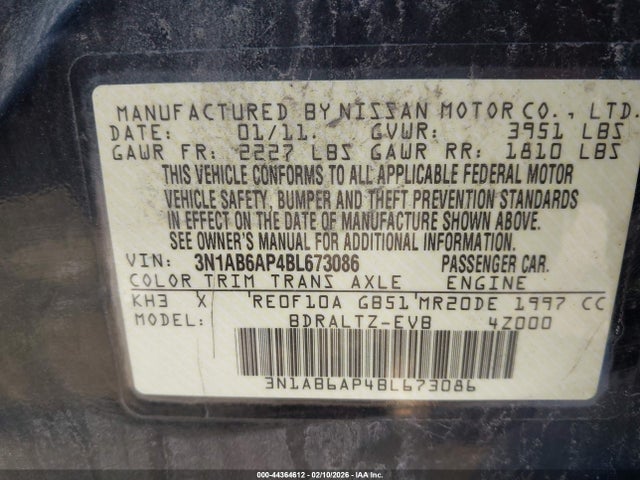 MANUFACTURED BY NISSAN MOTOR CO., LTD.
DATE: 01/11. GVWR: 3951 LBS
GAWR FR: 2227 LBS GAWR RR: 1810 LBS
THIS VEHICLE CONFORMS TO ALL APPLICABLE FEDERAL MOTOR
VEHICLE SAFETY, BUMPER AND THEFT PREVENTION STANDARDS
IN EFFECT ON THE DATE OF MANUFACTURE SHOWN ABOVE.
SEE OWNER'S MANUAL FOR ADDITIONAL INFORMATION.
VIN: 3N1AB6AP4BL673086 PASSENGER CAR.
COLOR TRIM TRANS AXLE ENGINE
KH3 X RE0F10A GB51 MR20DE 1997 CC
MODEL: BDRALTZ-EVB 4Z000
3N1AB6AP4BL673086
000-44364612 - 02/10/2026 - COPART.COM